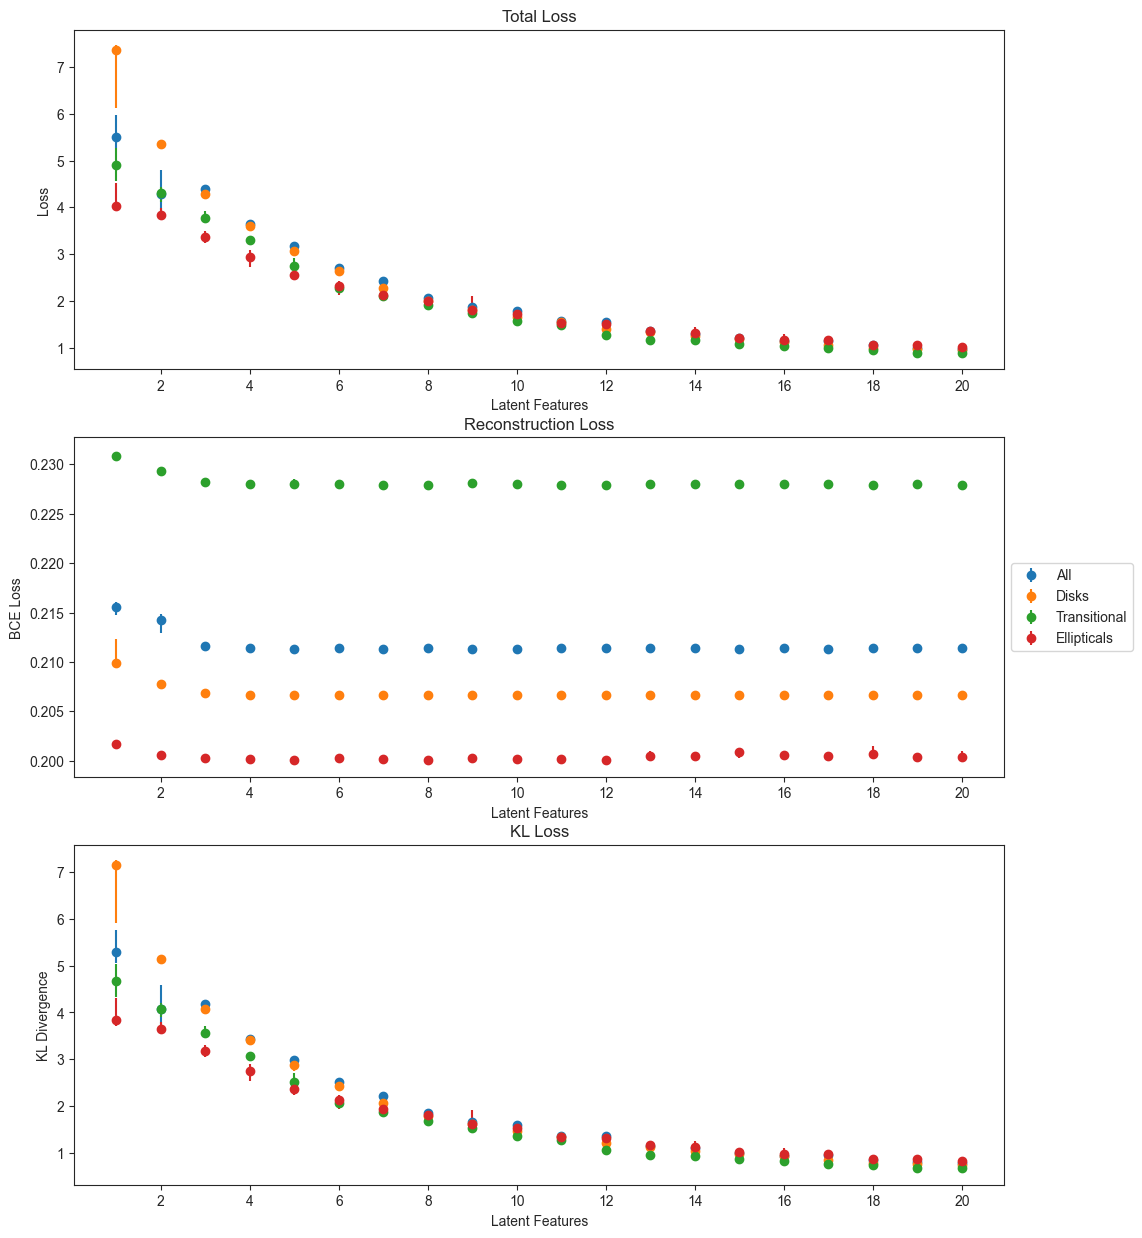 Total Loss
7
6
5
4
3
2
1
Loss
2 4 6 8 10 12 14 16 18 20
Latent Features
Reconstruction Loss
0.230
0.225
0.220
0.215
0.210
0.205
0.200
BCE Loss
2 4 6 8 10 12 14 16 18 20
Latent Features
All
Disks
Transitional
Ellipticals
KL Loss
7
6
5
4
3
2
1
KL Divergence
2 4 6 8 10 12 14 16 18 20
Latent Features